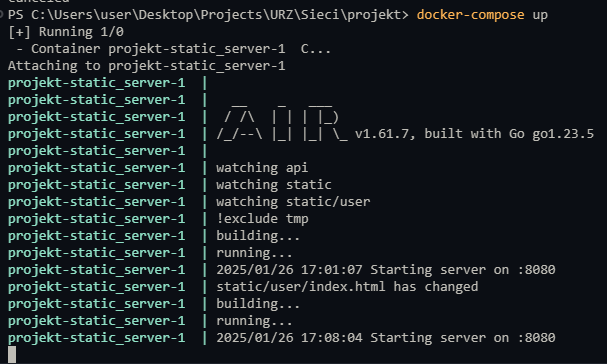 canceled
PS C:\Users\user\Desktop\Projects\URZ\Sieci\projekt> docker-compose up
[+] Running 1/0
 - Container projekt-static_server-1  C...
Attaching to projekt-static_server-1
projekt-static_server-1  |
projekt-static_server-1  |   __    _   ___
projekt-static_server-1  |  / /\  | | | |_)
projekt-static_server-1  | /_/--\ |_| |_| \_ v1.61.7, built with Go go1.23.5
projekt-static_server-1  |
projekt-static_server-1  | watching api
projekt-static_server-1  | watching static
projekt-static_server-1  | watching static/user
projekt-static_server-1  | !exclude tmp
projekt-static_server-1  | building...
projekt-static_server-1  | running...
projekt-static_server-1  | 2025/01/26 17:01:07 Starting server on :8080
projekt-static_server-1  | static/user/index.html has changed
projekt-static_server-1  | building...
projekt-static_server-1  | running...
projekt-static_server-1  | 2025/01/26 17:08:04 Starting server on :8080